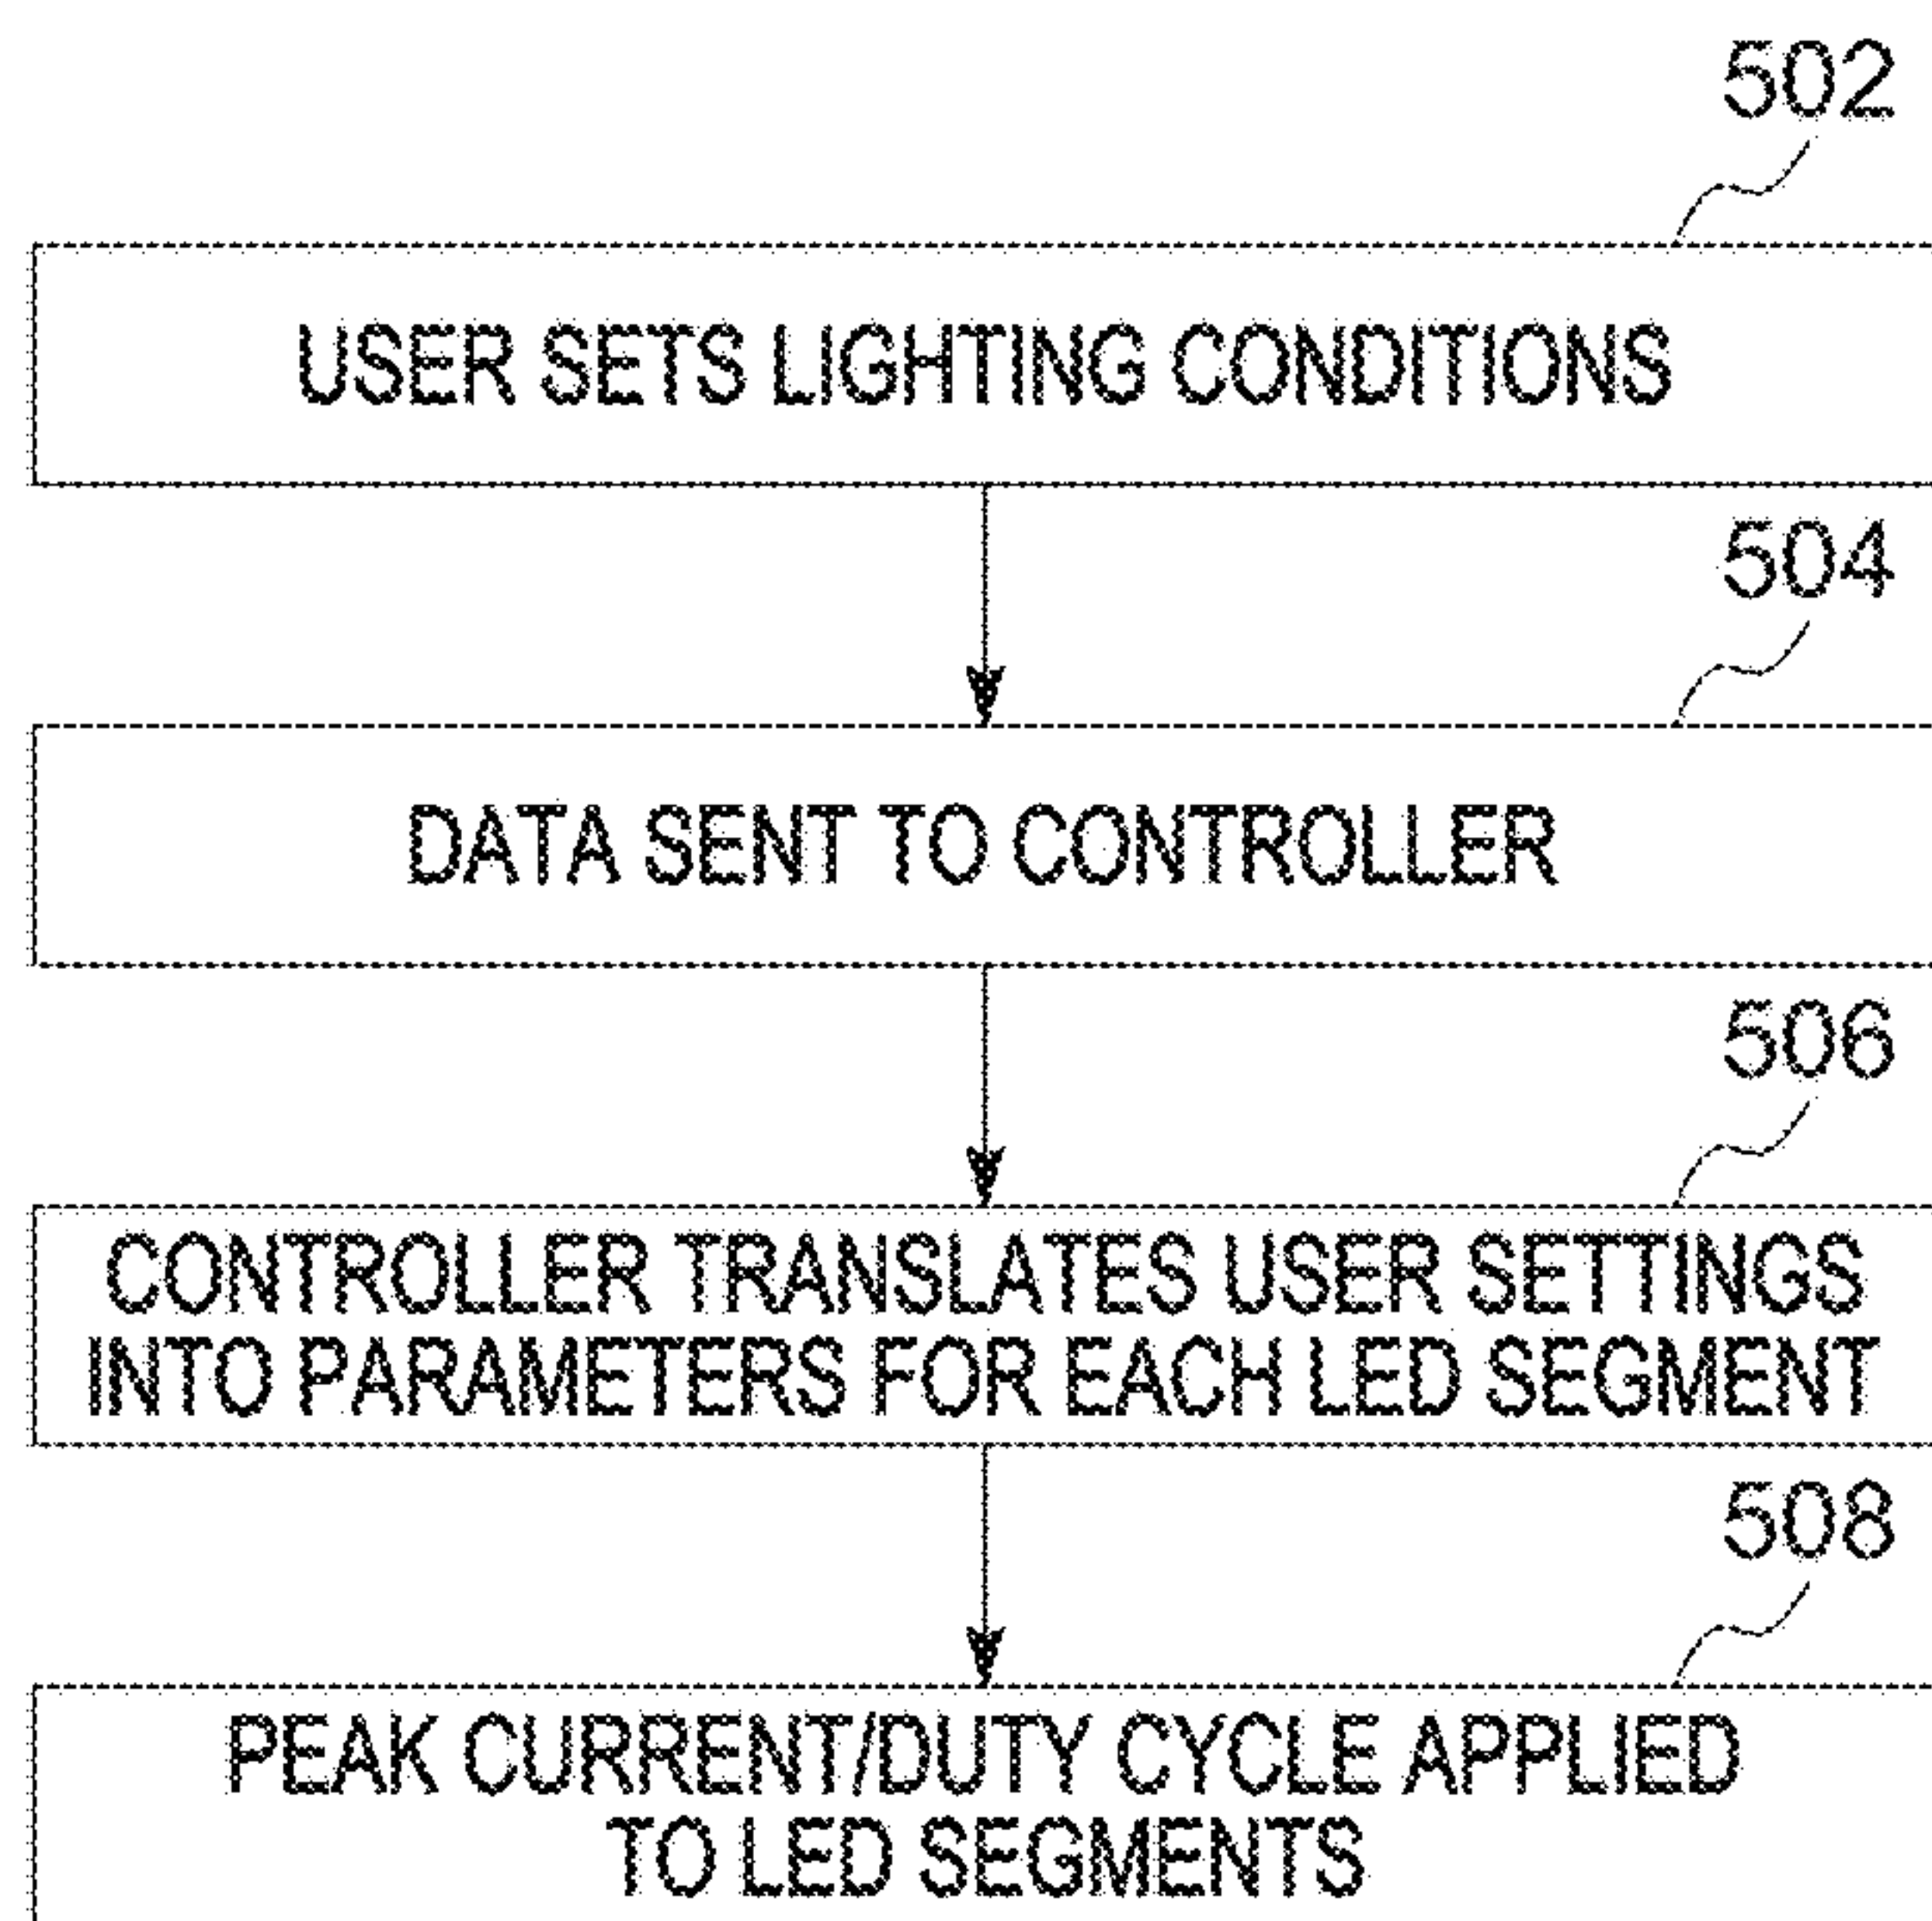 502
USER SETS LIGHTING CONDITIONS
504
DATA SENT TO CONTROLLER
506
CONTROLLER TRANSLATES USER SETTINGS
INTO PARAMETERS FOR EACH LED SEGMENT
508
PEAK CURRENT/DUTY CYCLE APPLIED
TO LED SEGMENTS